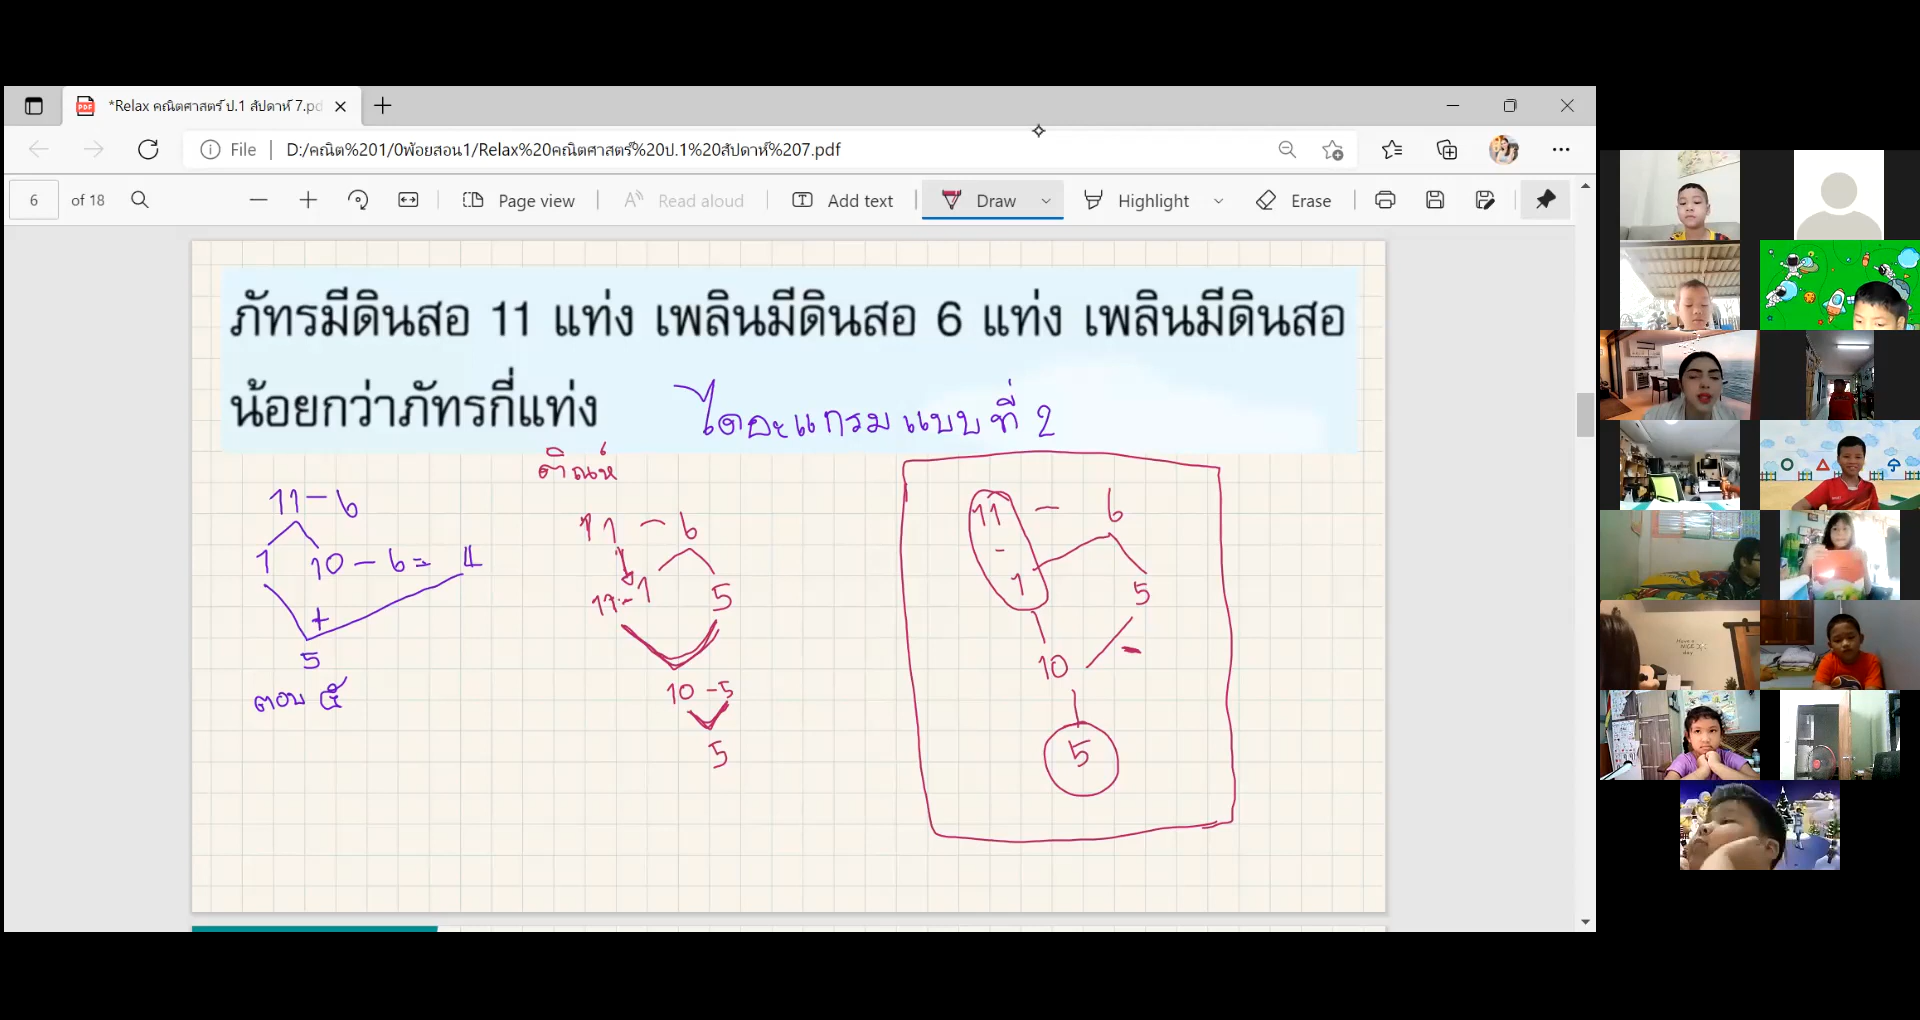 *Relax คณิตศาสตร์ ป.1 สัปดาห์ 7.pd
File D:/คณิต%201/0พ้อยสอน1/Relax%20คณิตศาสตร์%20ป.1%20สัปดาห์%207.pdf
6 of 18 Page view Read aloud Add text Draw Highlight Erase
ภัทรมีดินสอ 11 แท่ง เพลินมีดินสอ 6 แท่ง เพลินมีดินสอ
น้อยกว่าภัทรกี่แท่ง
ไดอะแกรม แบบ ที่ 2
11 - 6
1 10 - 6 = 4
+
5
ตอบ ๕
ติณห์
11 - 6
11 - 1 5
10 - 5
5
11 - 6
-
1 5
10 -
5